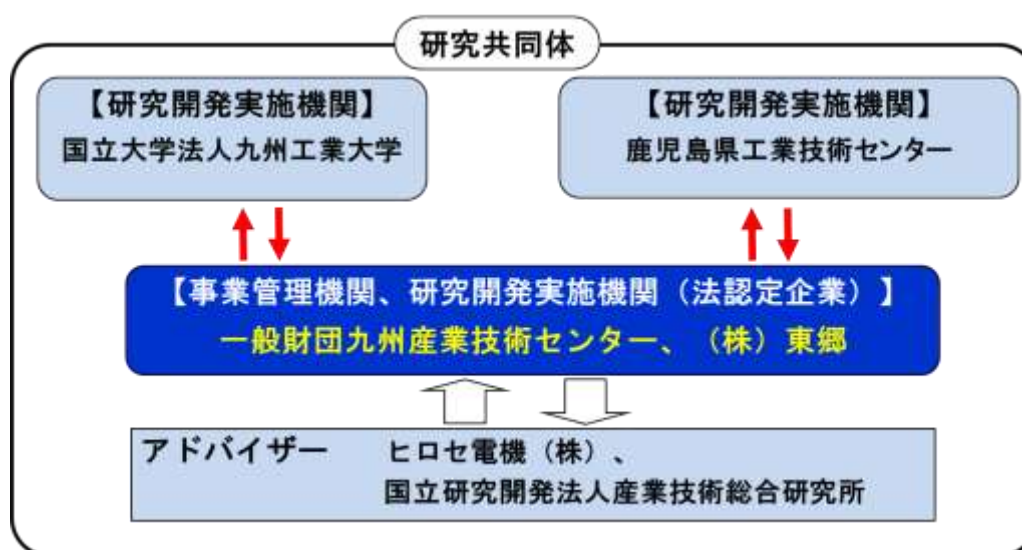 研究共同体
【研究開発実施機関】
国立大学法人九州工業大学
【研究開発実施機関】
鹿児島県工業技術センター
【事業管理機関、研究開発実施機関（法認定企業）】
一般財団九州産業技術センター、（株）東郷
アドバイザー ヒロセ電機（株）、
国立研究開発法人産業技術総合研究所